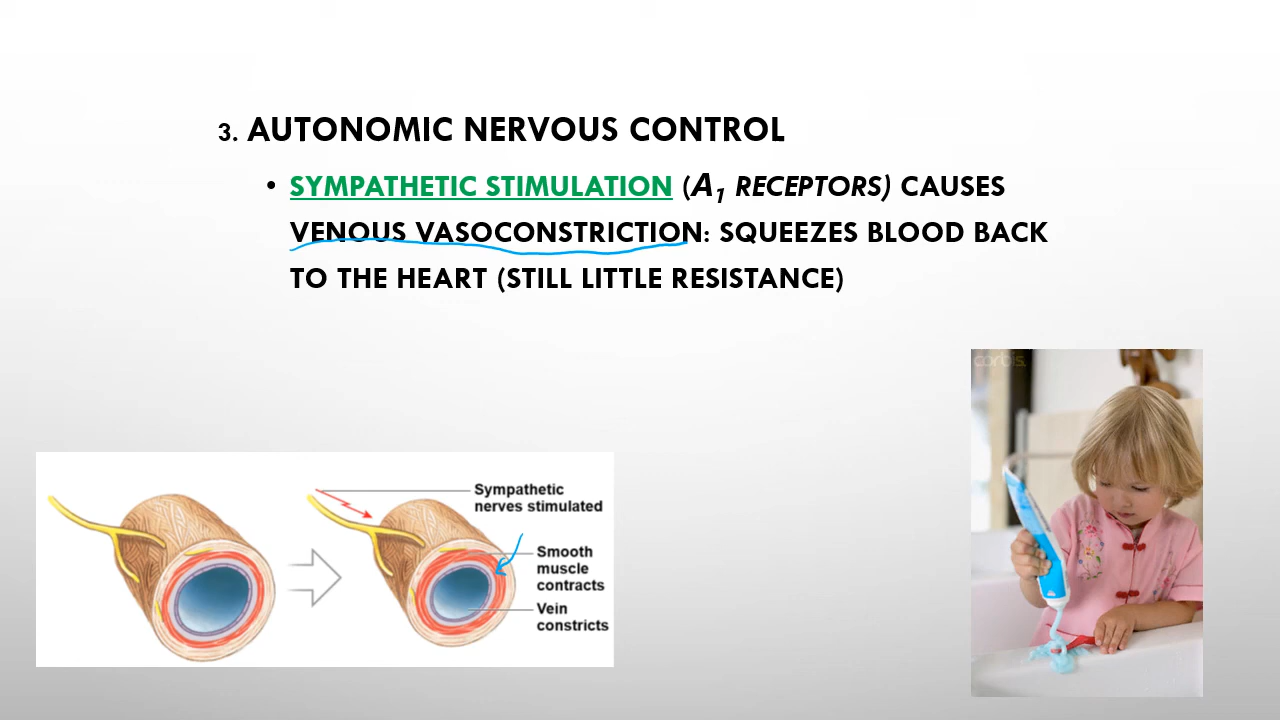 3. AUTONOMIC NERVOUS CONTROL
• SYMPATHETIC STIMULATION (A1 RECEPTORS) CAUSES
VENOUS VASOCONSTRICTION: SQUEEZES BLOOD BACK
TO THE HEART (STILL LITTLE RESISTANCE)
Sympathetic
nerves stimulated
Smooth
muscle
contracts
Vein
constricts
corbis.